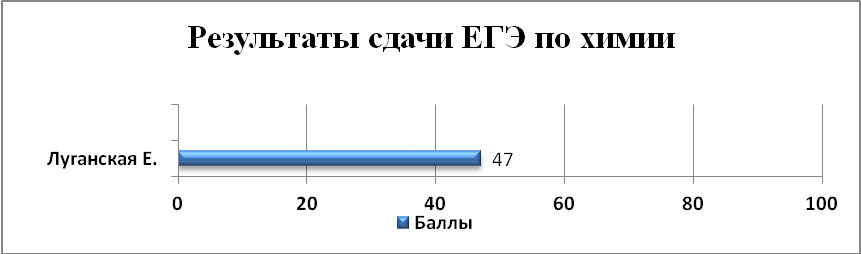 Результаты сдачи ЕГЭ по химии
Луганская Е.
47
0 20 40 60 80 100
Баллы